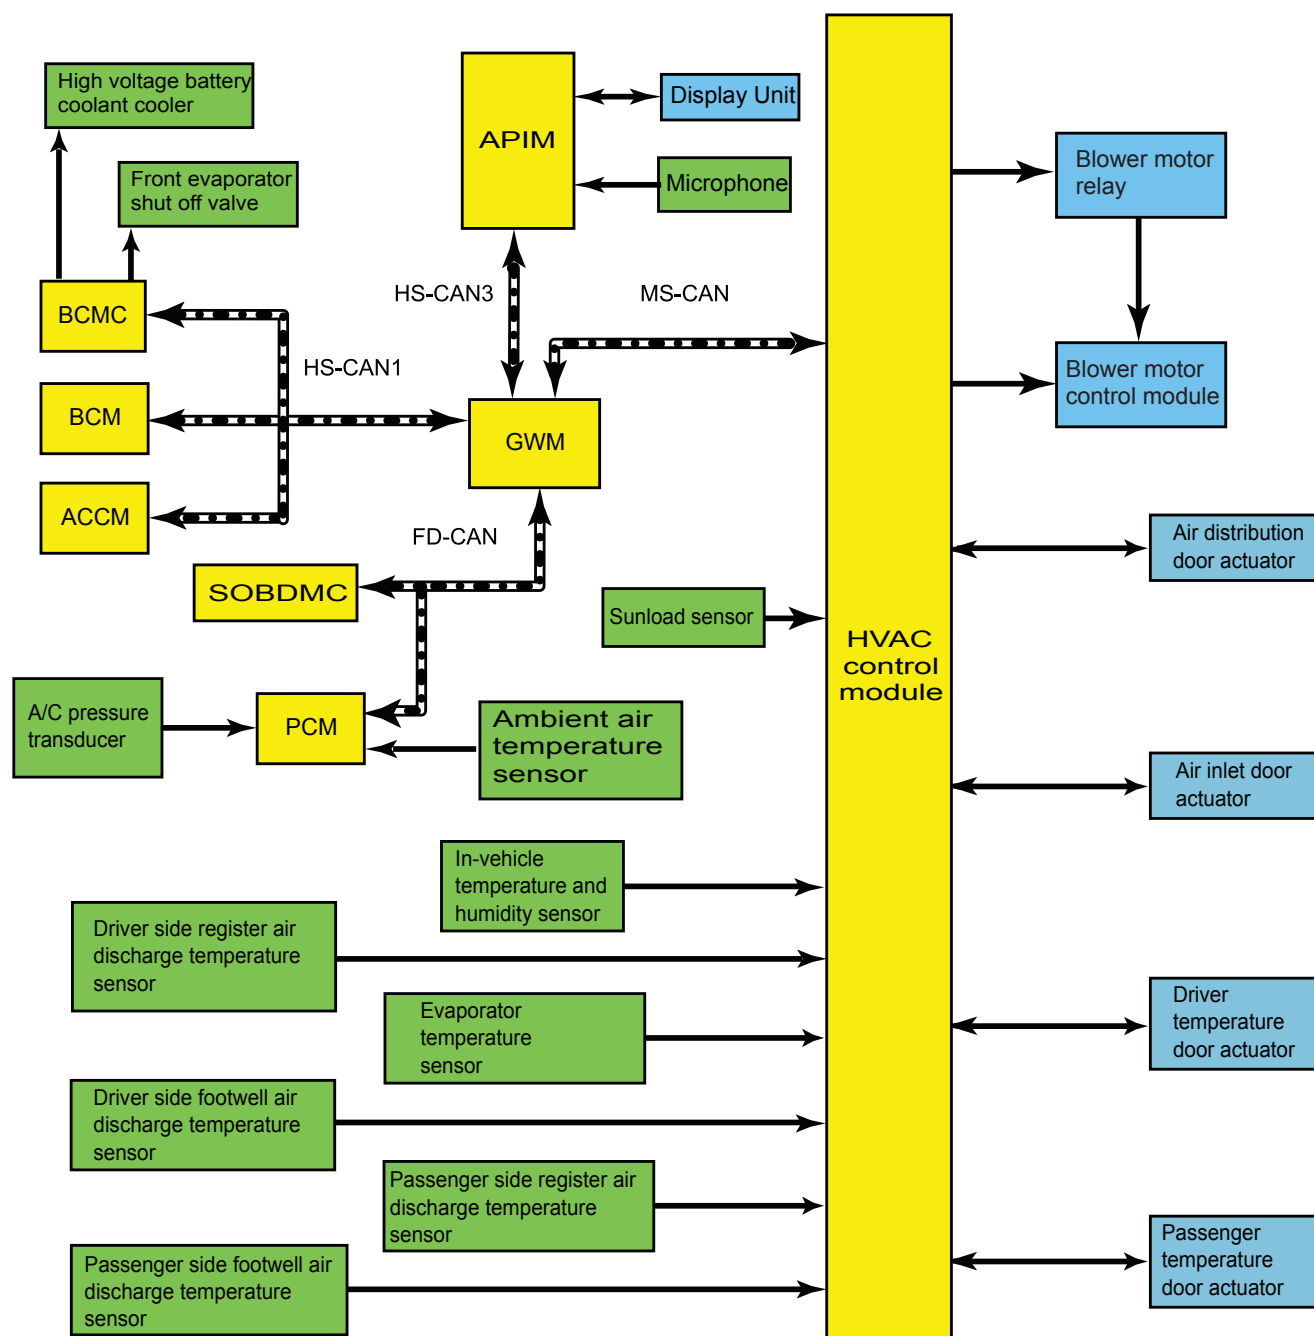 High voltage battery
coolant cooler
Front evaporator
shut off valve
APIM
Display Unit
Microphone
Blower motor
relay
BCMC
HS-CAN3
MS-CAN
HS-CAN1
BCM
GWM
Blower motor
control module
ACCM
FD-CAN
SOBDMC
Air distribution
door actuator
Sunload sensor
HVAC
control
module
A/C pressure
transducer
PCM
Ambient air
temperature
sensor
Air inlet door
actuator
In-vehicle
temperature and
humidity sensor
Driver side register air
discharge temperature
sensor
Evaporator
temperature
sensor
Driver
temperature
door actuator
Driver side footwell air
discharge temperature
sensor
Passenger side register air
discharge temperature
sensor
Passenger side footwell air
discharge temperature
sensor
Passenger
temperature
door actuator